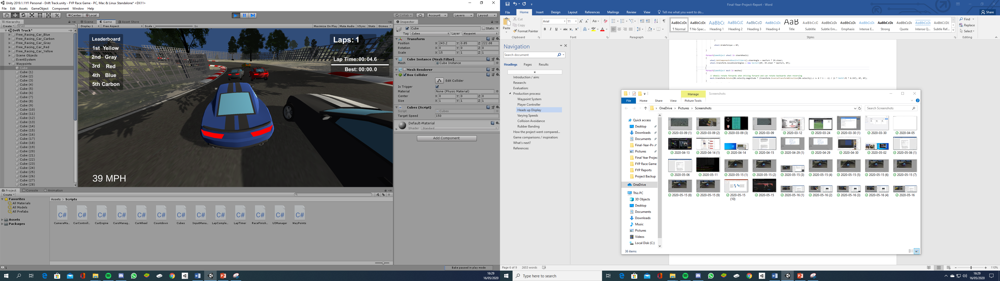 Unity 2019.1.11f1 Personal - Drift Track.unity - FYP Race Game - PC, Mac & Linux Standalone* <DX11>
File Edit Assets GameObject Component Window Help
Center Local
Collab Account Layers Layout
Hierarchy
Create All
Drift Track*
Free_Racing_Car_Blue
Free_Racing_Car_Carbon
Free_Racing_Car_Gray
Free_Racing_Car_Red
Free_Racing_Car_Yellow
Scene Objects
EventSystem
Waypoints
Cube
Cube (1)
Cube (2)
Cube (3)
Cube (4)
Cube (5)
Cube (6)
Cube (7)
Cube (8)
Cube (9)
Cube (10)
Cube (11)
Cube (12)
Cube (13)
Cube (14)
Cube (15)
Cube (16)
Cube (17)
Cube (18)
Cube (19)
Cube (20)
Cube (21)
Cube (22)
Cube (23)
Cube (24)
Cube (25)
Cube (26)
Cube (27)
Cube (28)
Scene Game Asset Store
Display 1 Free Aspect Scale 1x Maximize On Play Mute Audio VSync Stats Gizmos
Leaderboard
1st Yellow
2nd Gray
3rd Red
4th Blue
5th Carbon
Laps: 1
Lap Time: 00:04.6
Best: 00:00.0
39 MPH
Inspector
Cube Static
Tag Cubes Layer Waypoint
Transform
Position X 243.2 Y 0.85 Z 222.08
Rotation X 0 Y 0 Z 0
Scale X 15 Y 1 Z 1
Cube Instance (Mesh Filter)
Mesh Cube Instance
Mesh Renderer
Box Collider
Edit Collider
Is Trigger
Material None (Physic Material)
Center X 0 Y 0 Z 0
Size X 1 Y 1 Z 1
Cubes (Script)
Script Cubes
Target Speed 150
Default-Material
Shader Standard
Add Component
Project Console Animation
Create
Favorites
All Materials
All Models
All Prefabs
Assets
Packages
Assets > Scripts
C# C# C# C# C# C# C# C# C# C# C# C# C#
CameraMa... CarControll... CarEngine CarsManag... CarWheel Countdown Cubes InputMana... LapComple... LapTimer RaceFinish... UIManager WayPoints
1
Bake paused in play mode
16:29
16/05/2020
Final-Year-Project-Report - Word
File Home Insert Design Layout References Mailings Review View Tell me what you want to do... Share
Paste
Cut
Copy
Format Painter
Clipboard
Arial 11
Font
Paragraph
¶ Normal ¶ No Spac... Heading 1 Heading 2 Heading 3 Heading 4 Title Subtitle Subtle Em... Emphasis Intense E... Strong Quote Intense Q... Subtle Ref...
Styles
Find
Replace
Select
Editing
Navigation
Search document
Headings Pages Results
Introduction / aim:
Research:
Evaluation:
Production process:
Waypoint System
Player Controller
Heads up Display
Varying Speeds
Collision Avoidance
Rubber Banding
How the project went compared...
Game comparisons / inspiration:
What's next?
References:
}
wheel.brakeTorque = 0f;
}
}
foreach(GameObject wheel in steerWheels)
{
wheel.GetComponent<WheelCollider>().steerAngle = maxTurn * IM.steer;
wheel.transform.localEulerAngles = new Vector3(0f, IM.steer * maxTurn, 0f);
}
foreach(GameObject mesh in meshes)
{
// Wheels rotate forwards when driving forward and can rotate backwards when reversing
mesh.transform.Rotate(RB.velocity.magnitude * (transform.InverseTransformDirection(RB.velocity).z >= 0 ? 1 : -1) / (2 * Mathf.PI * 0.35f), 0f, 0f);
}
Manage Screenshots
File Home Share View Picture Tools
OneDrive > Pictures > Screenshots
Search Screenshots
Quick access
Desktop
Downloads
Documents
Final-Year-Pr
Pictures
Final Year Projec
FYP Race Game
FYP Reports
Project Backup
OneDrive
This PC
3D Objects
Desktop
Documents
Downloads
Music
Pictures
Videos
Local Disk (C:)
2020-03-09 (1) 2020-03-09 (2) 2020-03-09 (3) 2020-03-09 2020-03-12 2020-03-24 2020-03-30 (1) 2020-03-30 2020-04-05
2020-04-13 2020-04-14 (1) 2020-04-14 2020-04-15 2020-04-29 (1) 2020-04-29 2020-04-30 2020-05-02 2020-05-06 (1)
2020-05-06 2020-05-11 2020-05-15 (1) 2020-05-15 (2) 2020-05-15 (3) 2020-05-15 (4) 2020-05-15 (5) 2020-05-15 (6) 2020-05-15 (7)
2020-05-15 (8) 2020-05-15 (9) 2020-05-15 (10) 2020-05-15 2020-05-16 (1) 2020-05-16 (2) 2020-05-16 (3) 2020-05-16 (4) 2020-05-16
36 items
Page 6 of 9 2653 words
110%
Type here to search
16:29
16/05/2020